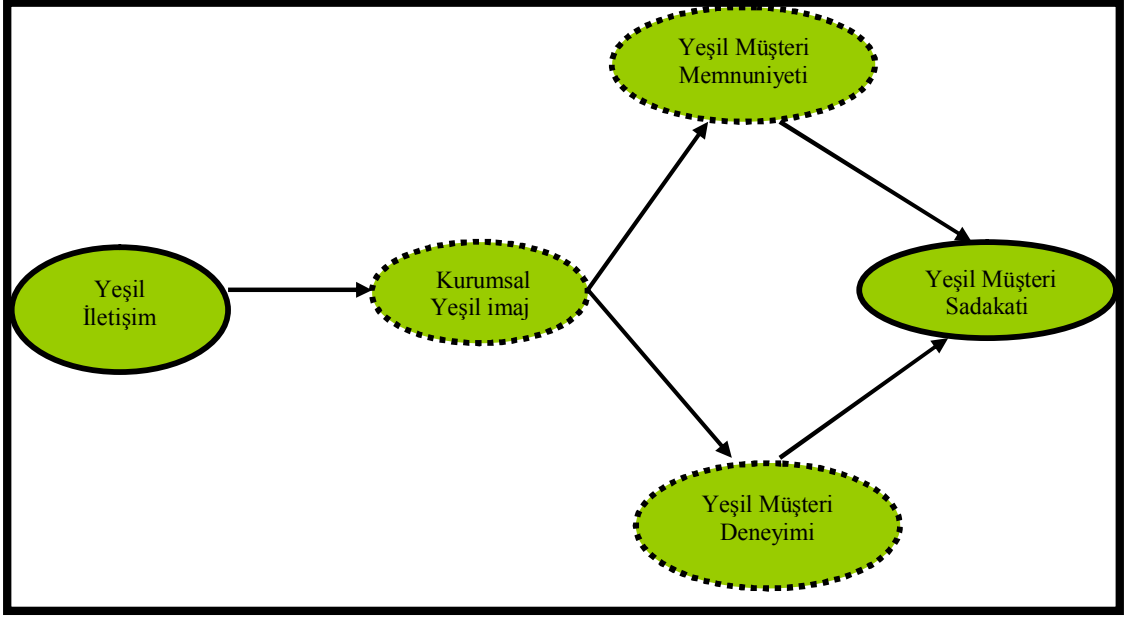 Yeşil Müşteri
Memnuniyeti
Yeşil
İletişim
Kurumsal
Yeşil imaj
Yeşil Müşteri
Sadakati
Yeşil Müşteri
Deneyimi